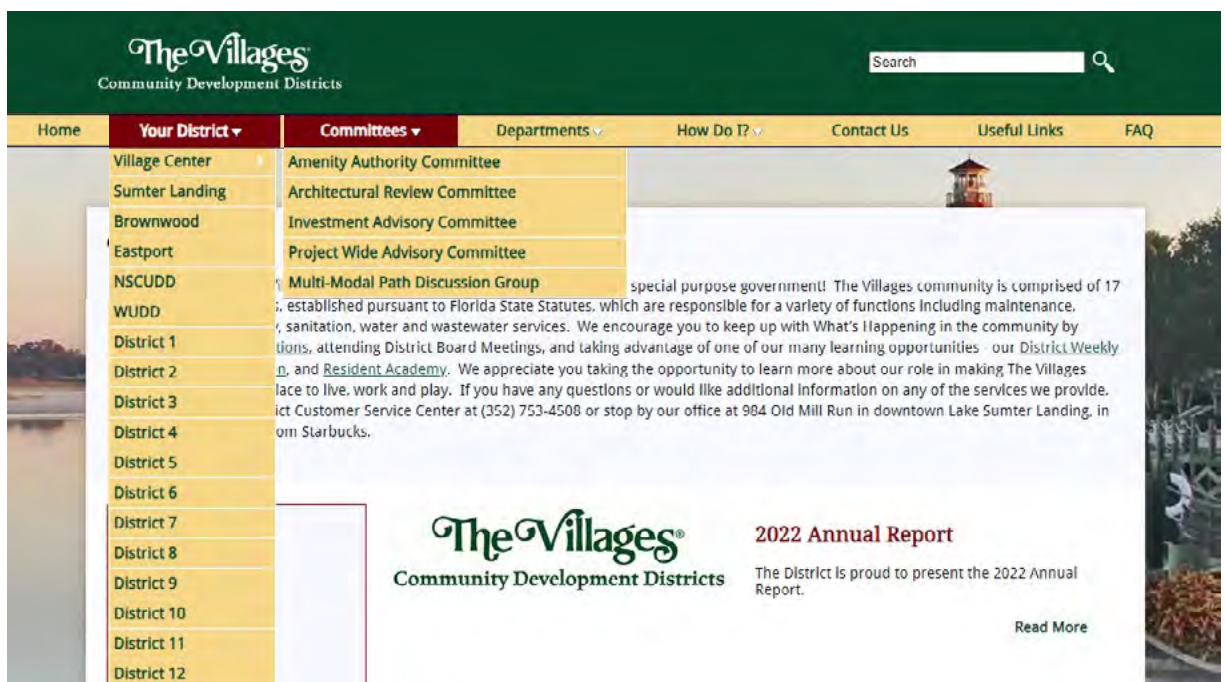 The Villages
Community Development Districts
Search
Home
Your District
Committees
Departments
How Do I?
Contact Us
Useful Links
FAQ
Village Center
Sumter Landing
Brownwood
Eastport
NSCUDD
WUDD
District 1
District 2
District 3
District 4
District 5
District 6
District 7
District 8
District 9
District 10
District 11
District 12
Amenity Authority Committee
Architectural Review Committee
Investment Advisory Committee
Project Wide Advisory Committee
Multi-Modal Path Discussion Group
special purpose government! The Villages community is comprised of 17
established pursuant to Florida State Statutes, which are responsible for a variety of functions including maintenance,
sanitation, water and wastewater services. We encourage you to keep up with What's Happening in the community by
attending District Board Meetings, and taking advantage of one of our many learning opportunities - our District Weekly
and Resident Academy. We appreciate you taking the opportunity to learn more about our role in making The Villages
to live, work and play. If you have any questions or would like additional information on any of the services we provide.
Customer Service Center at (352) 753-4508 or stop by our office at 984 Old Mill Run in downtown Lake Sumter Landing, in
Starbucks.
The Villages®
Community Development Districts
2022 Annual Report
The District is proud to present the 2022 Annual
Report.
Read More